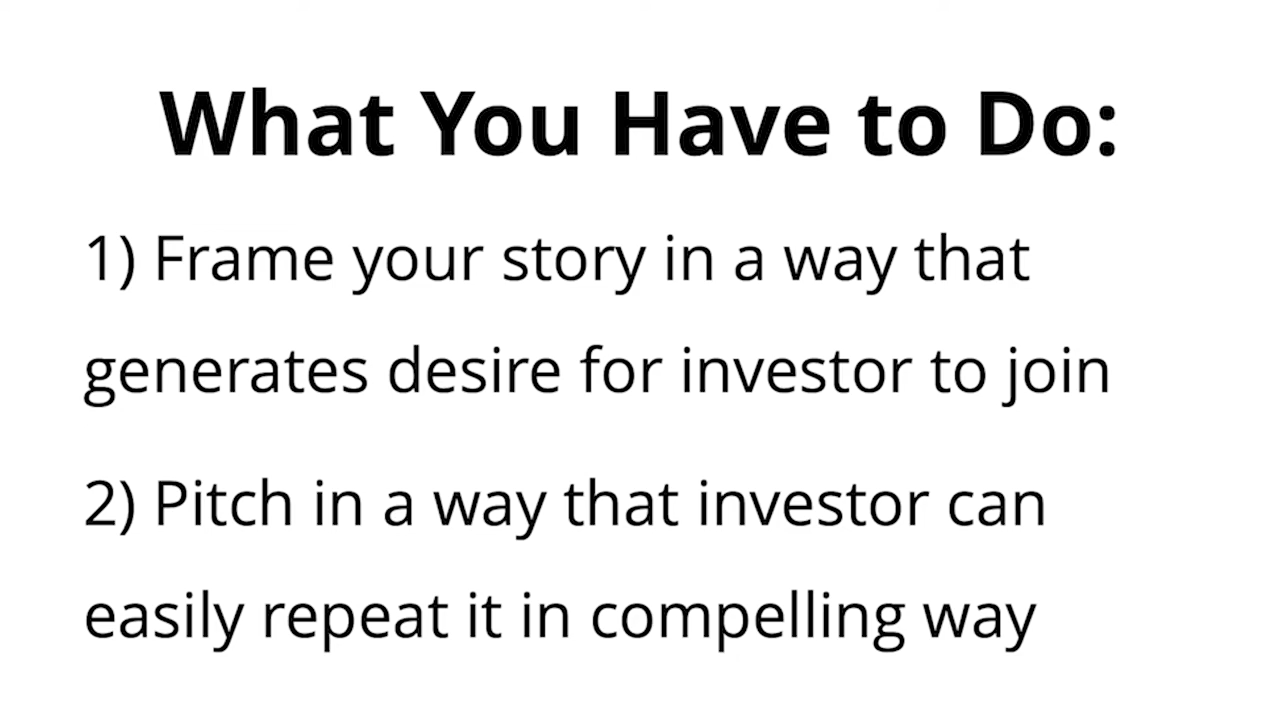 What You Have to Do:
1) Frame your story in a way that
generates desire for investor to join
2) Pitch in a way that investor can
easily repeat it in compelling way